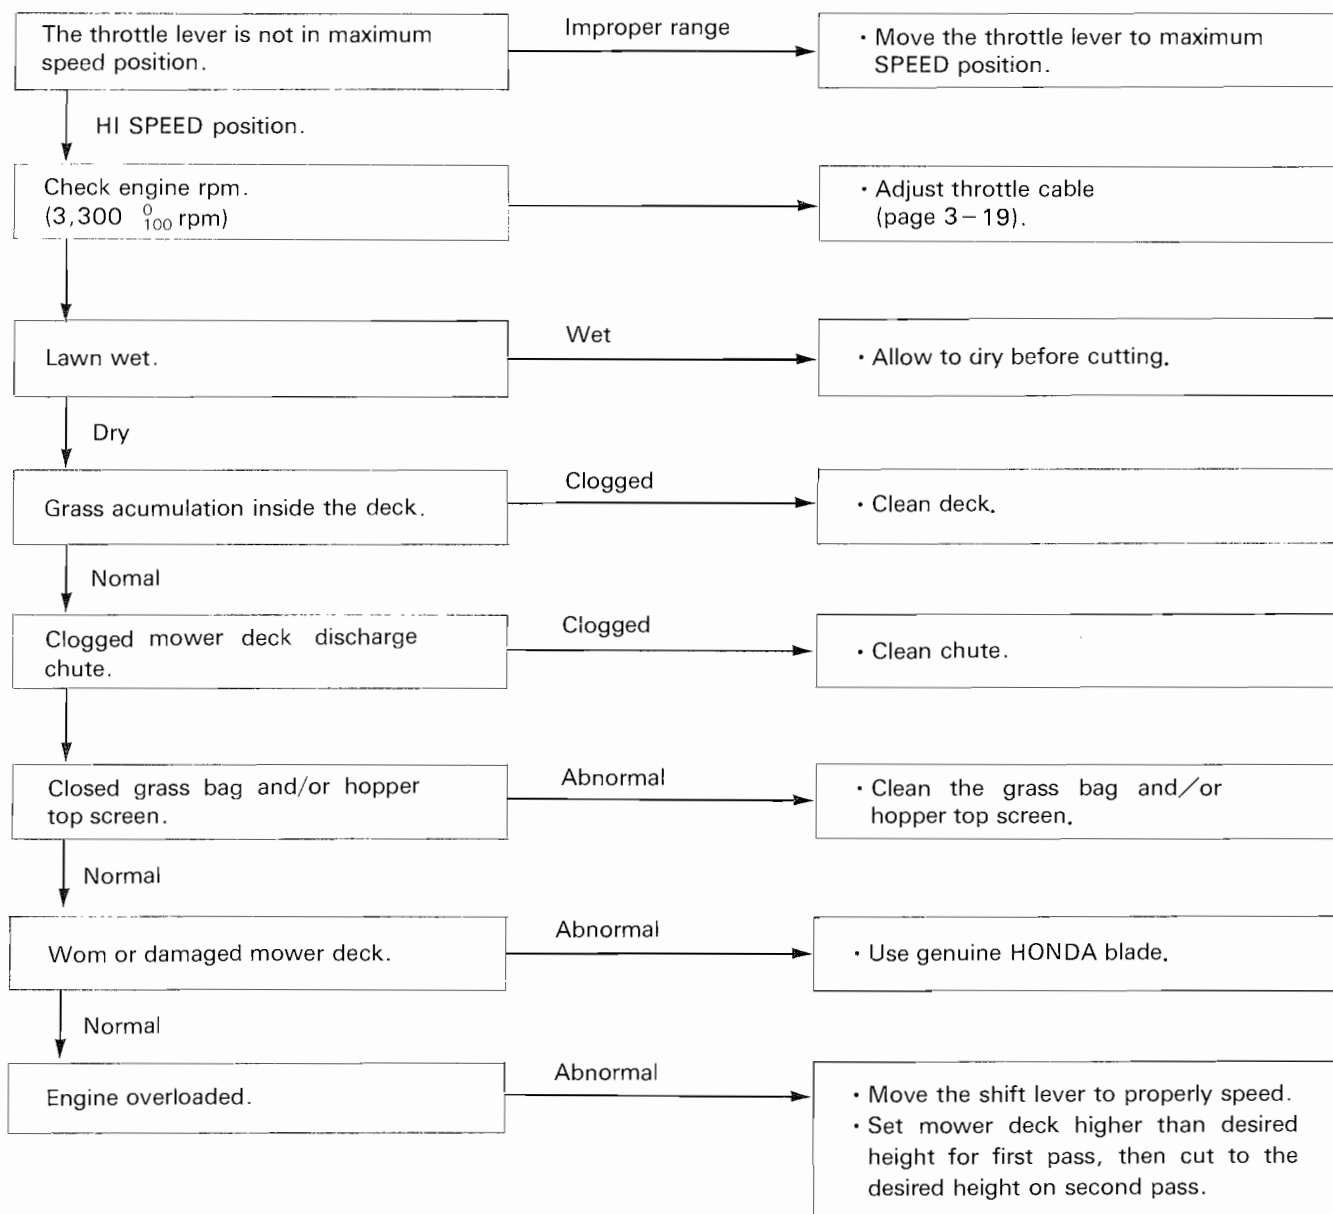 The throttle lever is not in maximum
speed position.
Improper range
· Move the throttle lever to maximum
SPEED position.
HI SPEED position.
Check engine rpm.
(3,300 0 100 rpm)
· Adjust throttle cable
(page 3-19).
Lawn wet.
Wet
· Allow to dry before cutting.
Dry
Grass acumulation inside the deck.
Clogged
· Clean deck.
Nomal
Clogged mower deck discharge
chute.
Clogged
· Clean chute.
Closed grass bag and/or hopper
top screen.
Abnormal
· Clean the grass bag and/or
hopper top screen.
Normal
Wom or damaged mower deck.
Abnormal
· Use genuine HONDA blade.
Normal
Engine overloaded.
Abnormal
· Move the shift lever to properly speed.
· Set mower deck higher than desired
height for first pass, then cut to the
desired height on second pass.